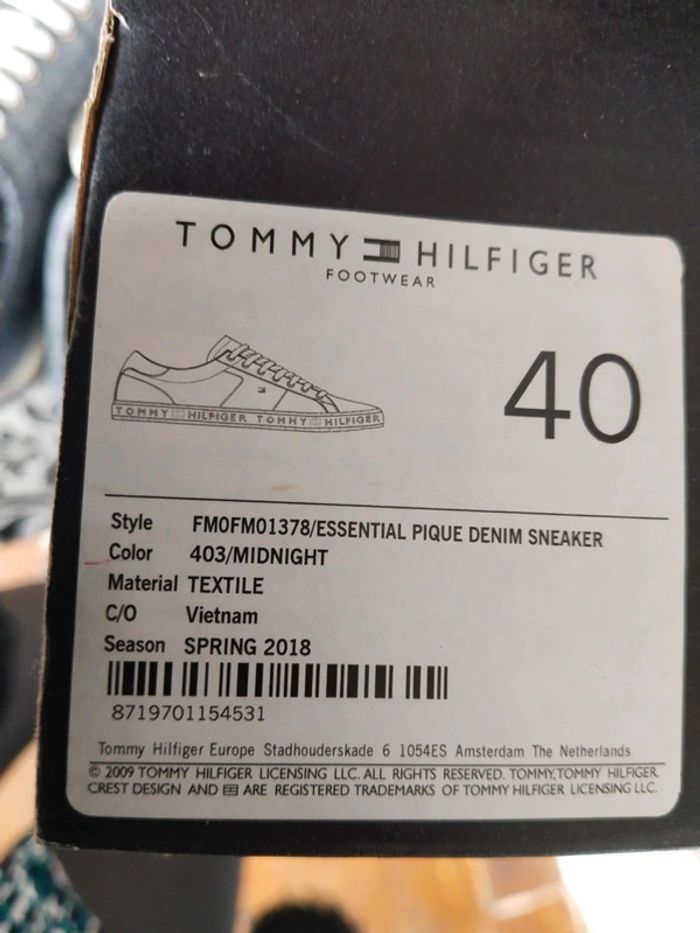 TOMMY HILFIGER
FOOTWEAR
40
TOMMY HILFIGER TOMMY HILFIGER
Style FM0FM01378/ESSENTIAL PIQUE DENIM SNEAKER
Color 403/MIDNIGHT
Material TEXTILE
C/O Vietnam
Season SPRING 2018
8719701154531
Tommy Hilfiger Europe Stadhouderskade 6 1054ES Amsterdam The Netherlands
© 2009 TOMMY HILFIGER LICENSING LLC. ALL RIGHTS RESERVED. TOMMY,TOMMY HILFIGER.
CREST DESIGN AND ARE REGISTERED TRADEMARKS OF TOMMY HILFIGER LICENSING LLC.